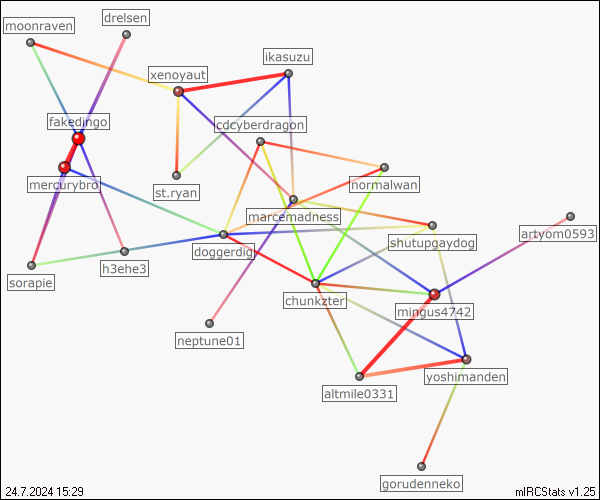 drelsen
moonraven
ikasuzu
xenoyaut
fakedingo
cdcyberdragon
mercurybro
st.ryan
normalwan
marcemadness
artyom0593
shutupgaydog
doggerdig
h3ehe3
sorapie
chunkzter
mingus4742
neptune01
yoshimanden
altmile0331
gorudenneko
24.7.2024 15:29
mIRCStats v1.25